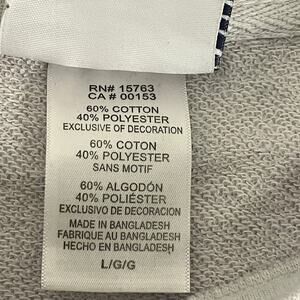 RN# 15763
CA # 00153
60% COTTON
40% POLYESTER
EXCLUSIVE OF DECORATION
60% COTON
40% POLYESTER
SANS MOTIF
60% ALGODÓN
40% POLIÉSTER
EXCLUSIVO DE DECORACION
MADE IN BANGLADESH
FABRIQUE AU BANGLADESH
HECHO EN BANGLADESH
L/G/G